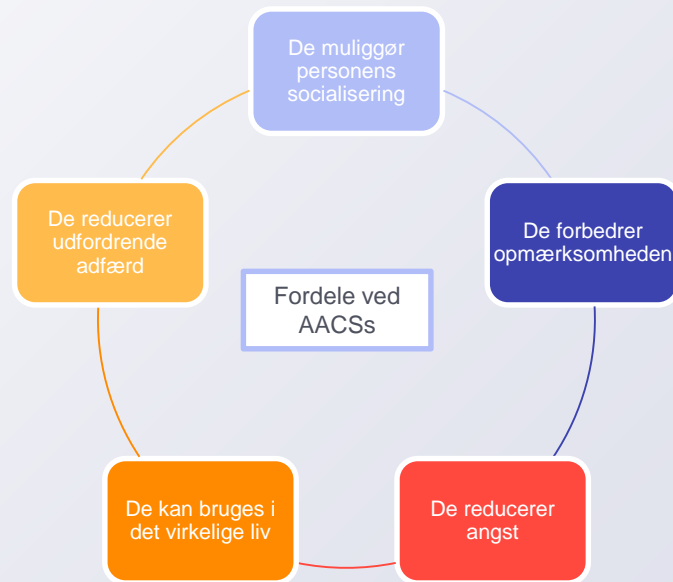 De muliggør
personens
socialisering
De forbedrer
opmærksomheden
De reducerer
angst
De kan bruges i
det virkelige liv
De reducerer
udfordrende
adfærd
Fordele ved
AACSs